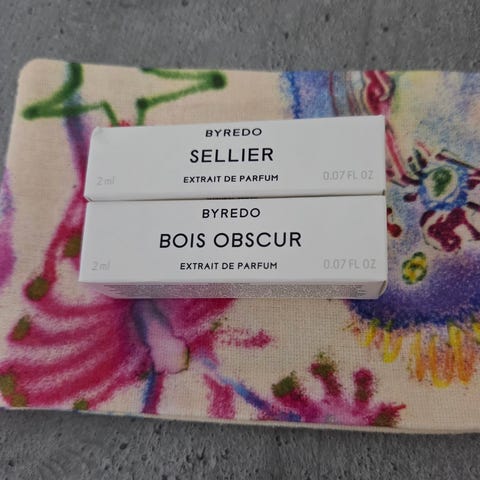 BYREDO
SELLIER
2 ml EXTRAIT DE PARFUM 0.07 FL OZ
BYREDO
BOIS OBSCUR
2 ml EXTRAIT DE PARFUM 0.07 FL OZ